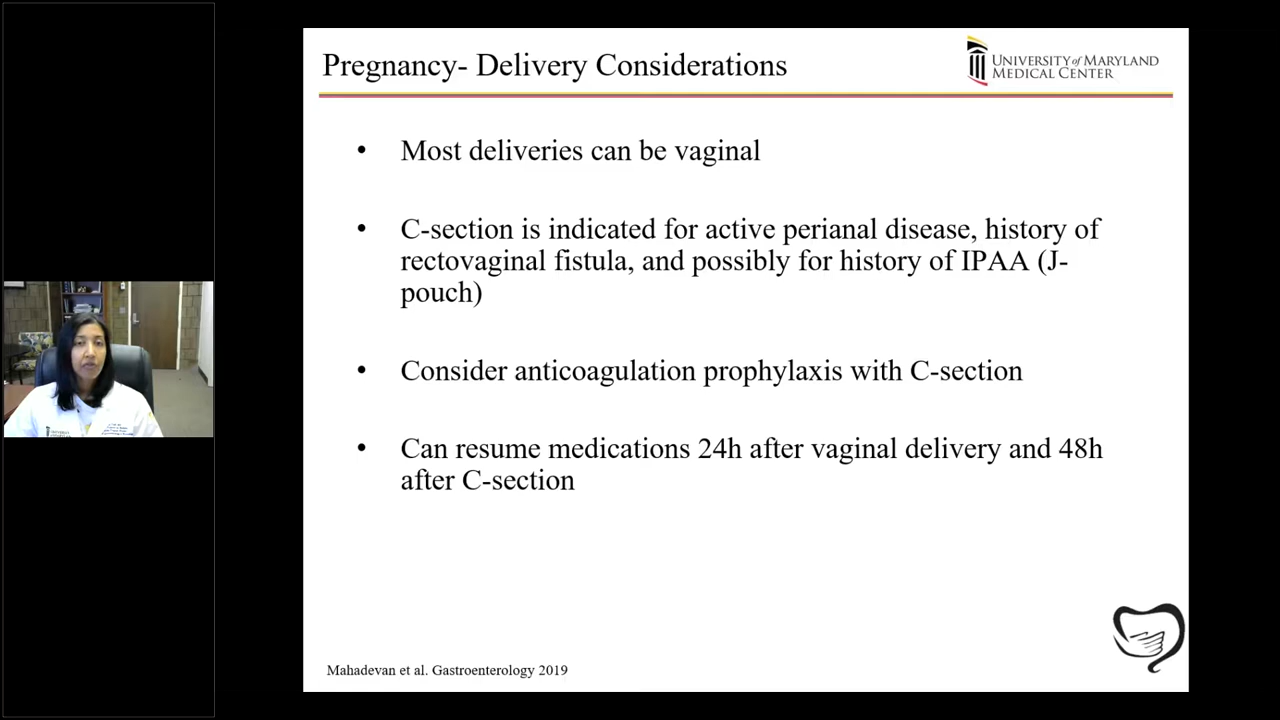 Pregnancy- Delivery Considerations
UNIVERSITY of MARYLAND
MEDICAL CENTER
• Most deliveries can be vaginal
• C-section is indicated for active perianal disease, history of
rectovaginal fistula, and possibly for history of IPAA (J-
pouch)
• Consider anticoagulation prophylaxis with C-section
• Can resume medications 24h after vaginal delivery and 48h
after C-section
Mahadevan et al. Gastroenterology 2019